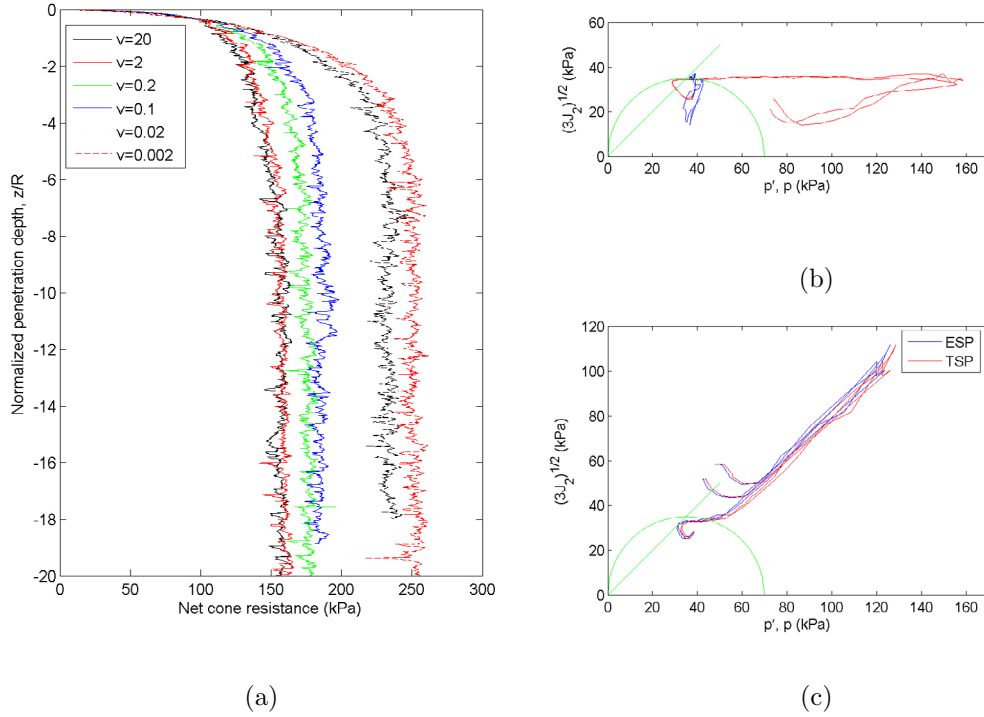 0
-2
-4
-6
-8
-10
-12
-14
-16
-18
-20
Normalized penetration depth, z/R
v=20
v=2
v=0.2
v=0.1
v=0.02
v=0.002
0 50 100 150 200 250 300
Net cone resistance (kPa)
(a)
60
40
20
0
(3J₂)^1/2 (kPa)
0 20 40 60 80 100 120 140 160
p', p (kPa)
(b)
120
100
80
60
40
20
0
(3J₂)^1/2 (kPa)
ESP
TSP
0 20 40 60 80 100 120 140 160
p', p (kPa)
(c)